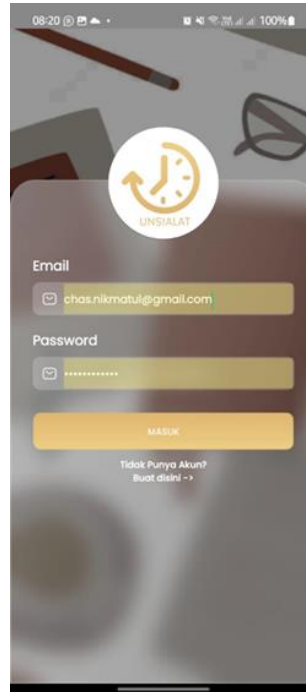 08:20
100%
UNSIALAT
Email
chas.nikmatul@gmail.com
Password
••••••••••••
MASUK
Tidak Punya Akun?
Buat disini ->